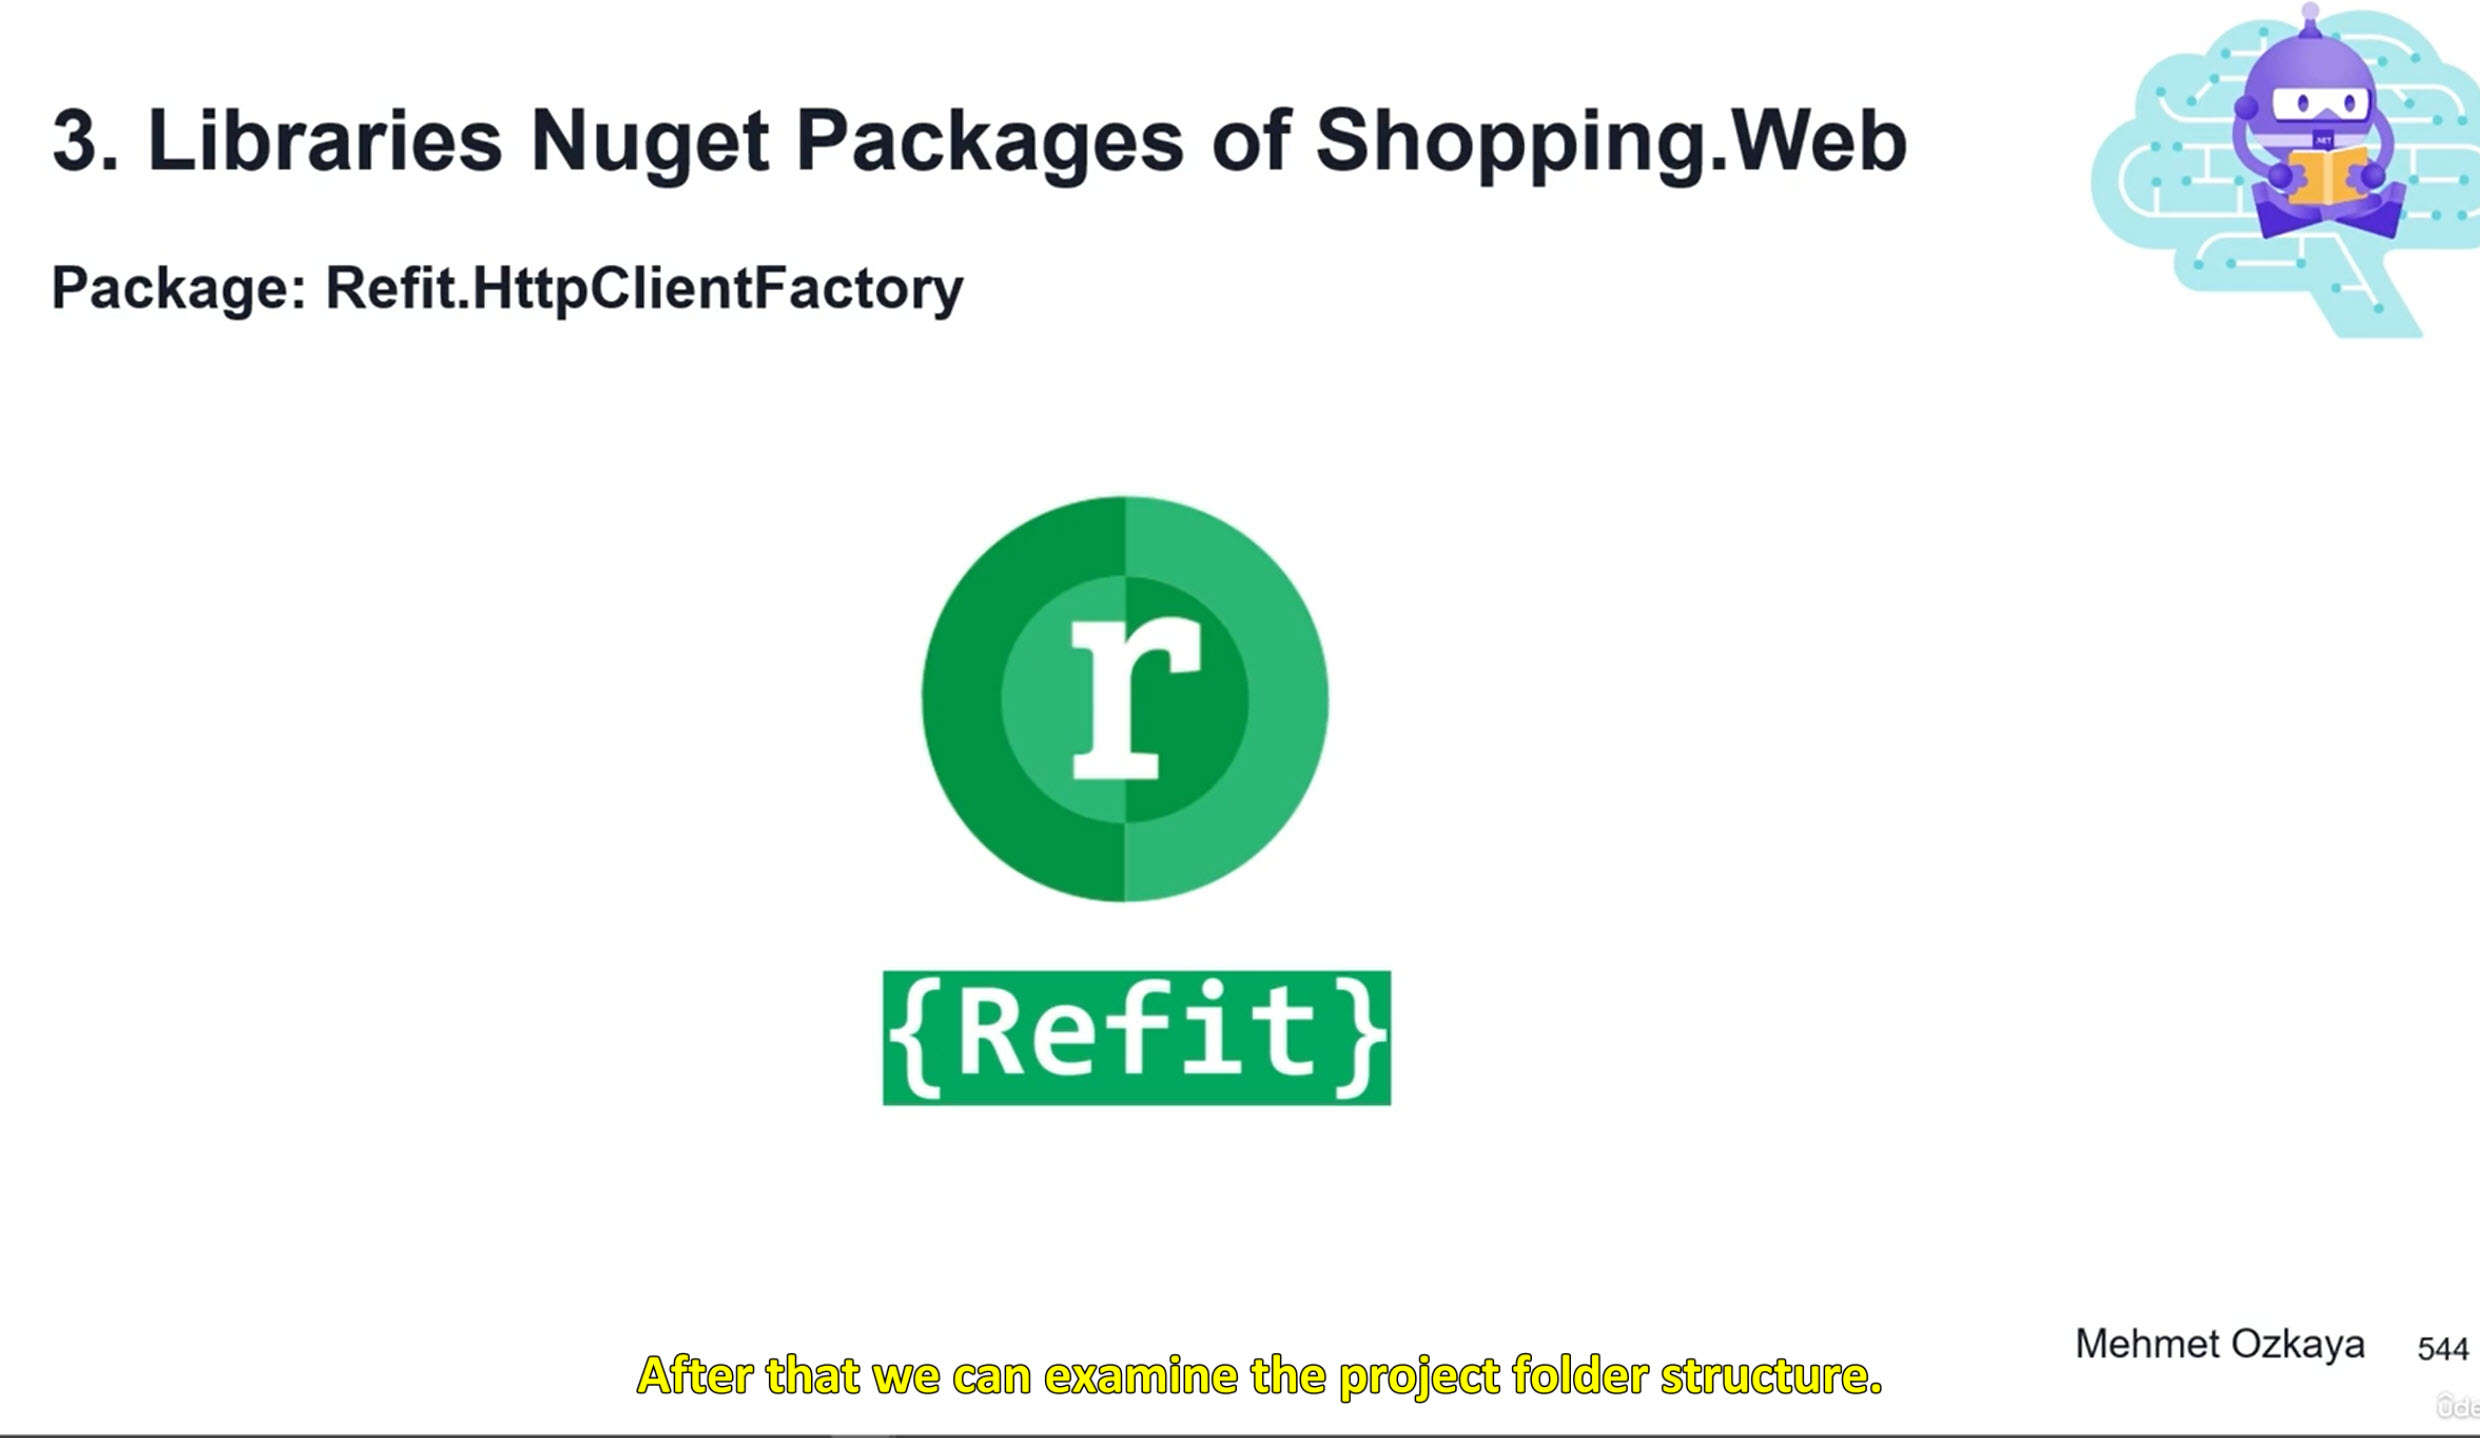 3. Libraries Nuget Packages of Shopping.Web
Package: Refit.HttpClientFactory
.NET
r
{Refit}
Mehmet Ozkaya 544
After that we can examine the project folder structure.